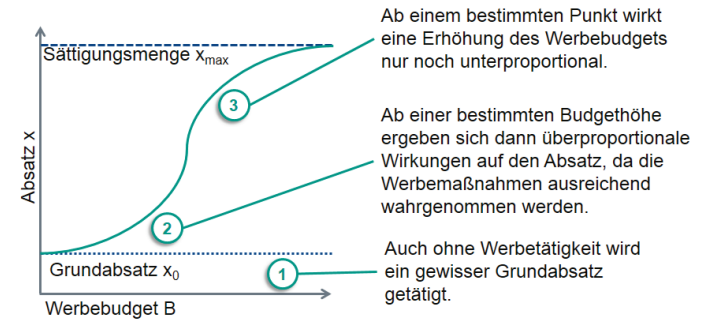 Ab einem bestimmten Punkt wirkt
eine Erhöhung des Werbebudgets
nur noch unterproportional.
Sättigungsmenge xmax
3
Ab einer bestimmten Budgethöhe
ergeben sich dann überproportionale
Wirkungen auf den Absatz, da die
Werbemaßnahmen ausreichend
wahrgenommen werden.
Absatz x
2
Auch ohne Werbetätigkeit wird
ein gewisser Grundabsatz
getätigt.
Grundabsatz x0
1
Werbebudget B